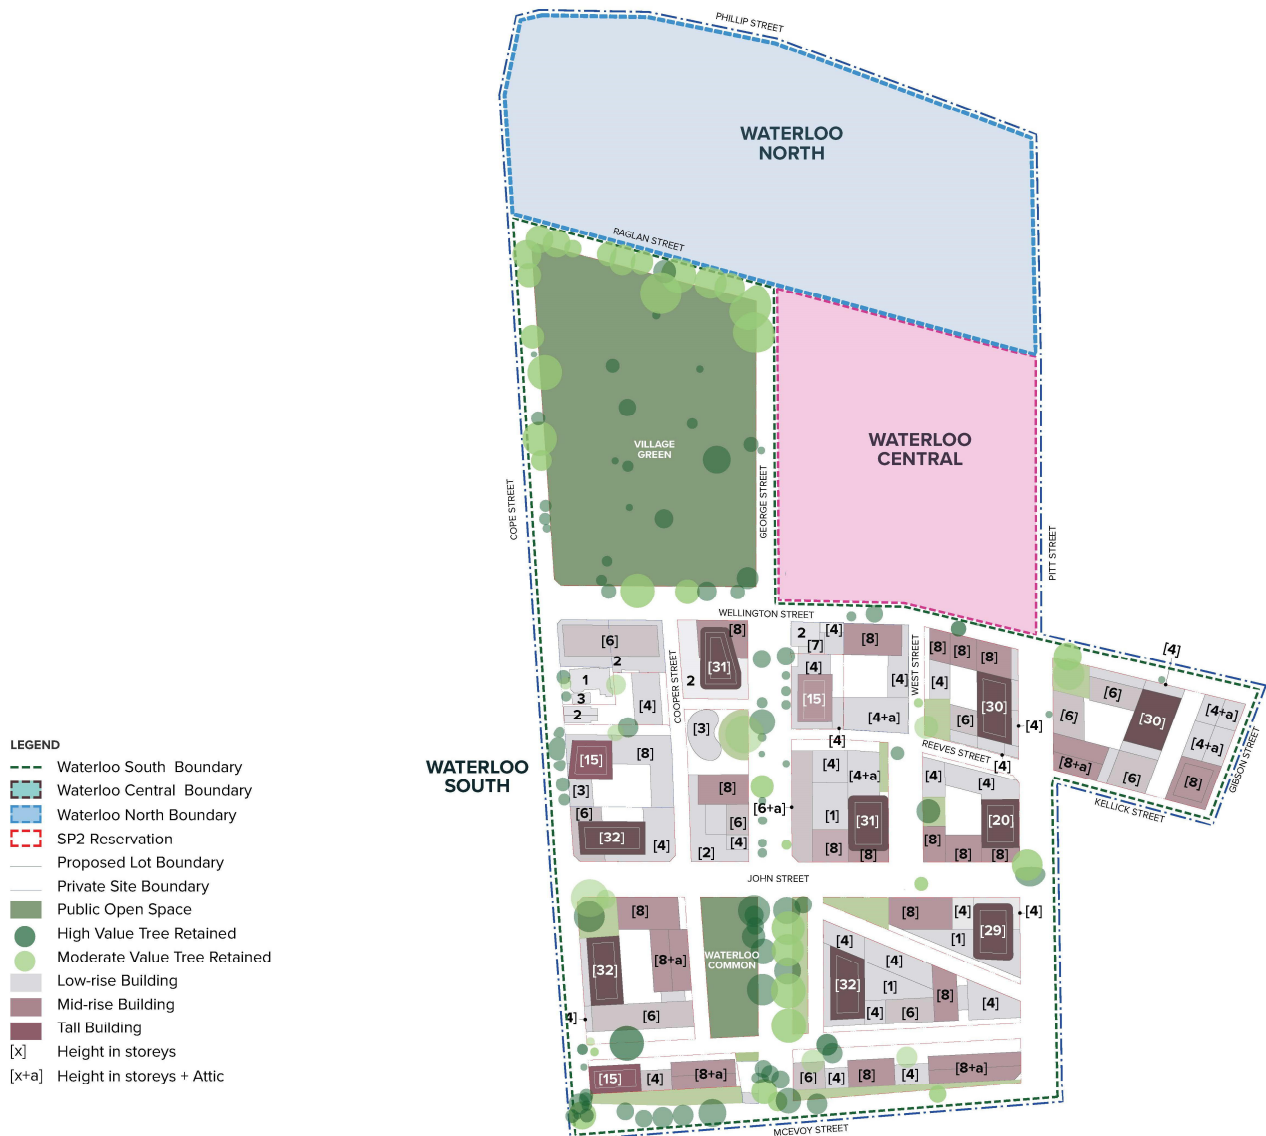 PHILLIP STREET
WATERLOO
NORTH
RAGLAN STREET
WATERLOO
CENTRAL
VILLAGE
GREEN
COPE STREET
GEORGE STREET
PITT STREET
WELLINGTON STREET
[6]
2
1
3
2
[4]
COOPER STREET
[8]
[31]
2
[3]
2
[4]
[7]
[8]
[4]
[15]
[4]
[4+a]
[4]
WEST STREET
[8]
[8]
[8]
[4]
[30]
[6]
[4]
REEVES STREET
[4]
[4]
[6]
[6]
[30]
[4+a]
[4+a]
[8+a]
[6]
[8]
GIBSON STREET
KELLICK STREET
WATERLOO
SOUTH
[15]
[8]
[3]
[6]
[32]
[4]
[8]
[6]
[4]
[2]
[6+a]
[4]
[4+a]
[1]
[31]
[8]
[8]
[4]
[4]
[20]
[8]
[8]
[8]
JOHN STREET
[8]
[32]
[8+a]
4]
[6]
WATERLOO
COMMON
[8]
[4]
[29]
[4]
[1]
[4]
[4]
[32]
[1]
[8]
[4]
[6]
[4]
[15]
[4]
[8+a]
[6]
[4]
[8]
[4]
[8+a]
MCEVOY STREET
LEGEND
Waterloo South Boundary
Waterloo Central Boundary
Waterloo North Boundary
SP2 Reservation
Proposed Lot Boundary
Private Site Boundary
Public Open Space
High Value Tree Retained
Moderate Value Tree Retained
Low-rise Building
Mid-rise Building
Tall Building
[x] Height in storeys
[x+a] Height in storeys + Attic